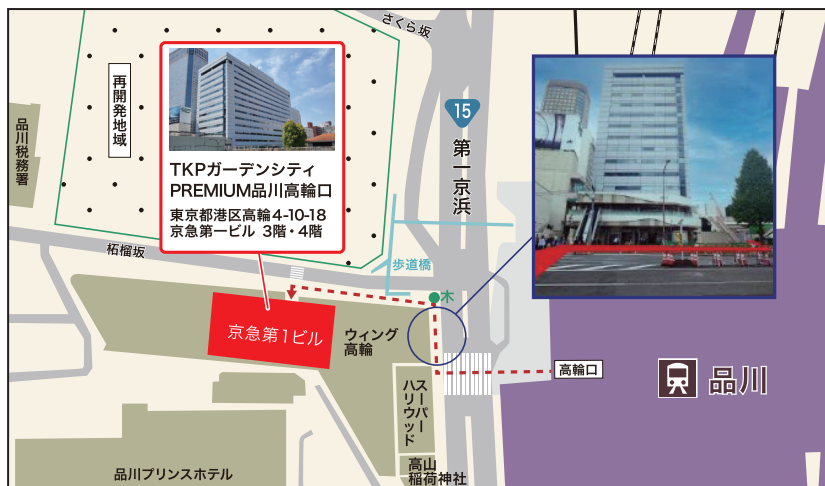 さくら坂
再開発地域
品川税務署
TKPガーデンシティ
PREMIUM品川高輪口
東京都港区高輪4-10-18
京急第一ビル 3階・4階
15
第一京浜
柘榴坂
歩道橋
木
京急第1ビル
ウィング
高輪
高輪口
品川
スーパー
ハリウッド
高山
稲荷神社
品川プリンスホテル